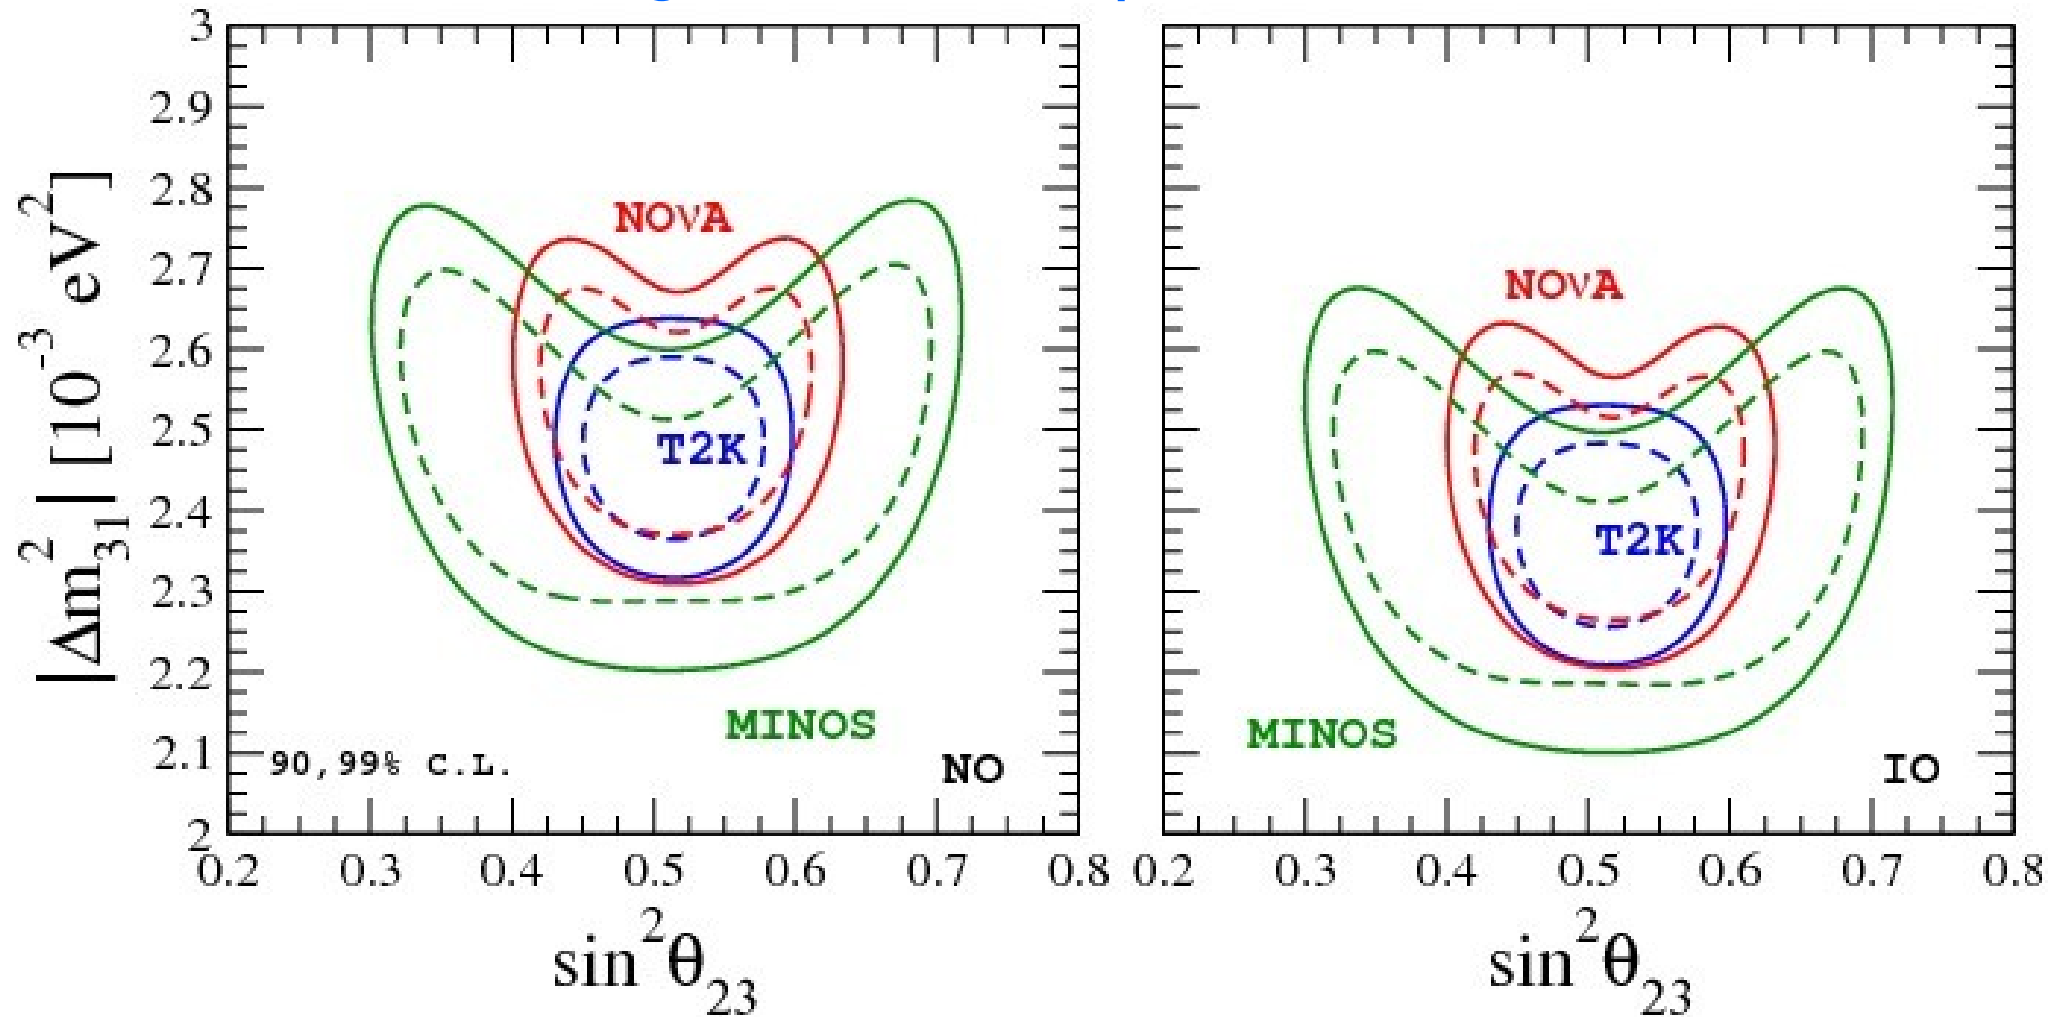 |Δm²₃₁| [10⁻³ eV²]
3
2.9
2.8
2.7
2.6
2.5
2.4
2.3
2.2
2.1
2
NOνA
T2K
MINOS
90,99% C.L.
NO
0.2 0.3 0.4 0.5 0.6 0.7 0.8
sin²θ₂₃
NOνA
T2K
MINOS
IO
0.2 0.3 0.4 0.5 0.6 0.7 0.8
sin²θ₂₃